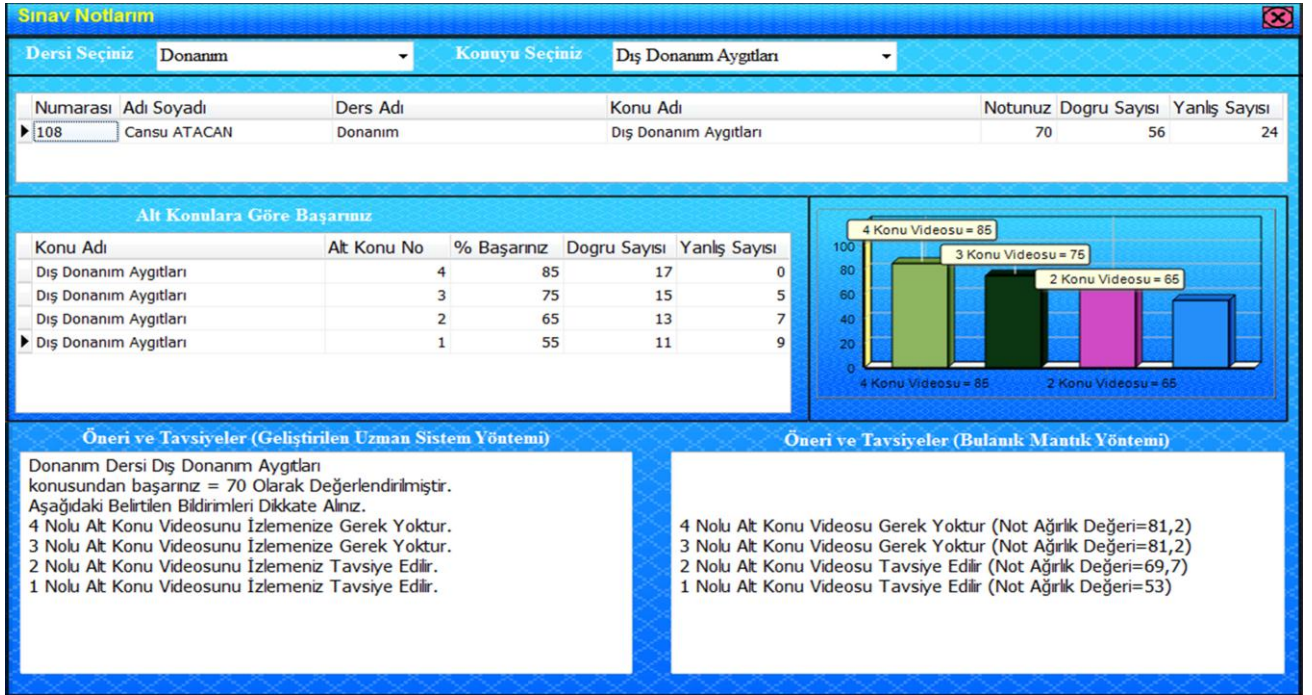 Sınav Notlarım
Dersi Seçiniz Donanım Konuyu Seçiniz Dış Donanım Aygıtları
Numarası Adı Soyadı Ders Adı Konu Adı Notunuz Dogru Sayısı Yanlış Sayısı
108 Cansu ATACAN Donanım Dış Donanım Aygıtları 70 56 24
Alt Konulara Göre Başarınız
Konu Adı Alt Konu No % Başarınız Dogru Sayısı Yanlış Sayısı
Dış Donanım Aygıtları 4 85 17 0
Dış Donanım Aygıtları 3 75 15 5
Dış Donanım Aygıtları 2 65 13 7
Dış Donanım Aygıtları 1 55 11 9
4 Konu Videosu = 85
3 Konu Videosu = 75
2 Konu Videosu = 65
100
80
60
40
20
0
4 Konu Videosu = 85 2 Konu Videosu = 65
Öneri ve Tavsiyeler (Geliştirilen Uzman Sistem Yöntemi)
Donanım Dersi Dış Donanım Aygıtları
konusundan başarınız = 70 Olarak Değerlendirilmiştir.
Aşağıdaki Belirtilen Bildirimleri Dikkate Alınız.
4 Nolu Alt Konu Videosunu İzlemenize Gerek Yoktur.
3 Nolu Alt Konu Videosunu İzlemenize Gerek Yoktur.
2 Nolu Alt Konu Videosunu İzlemeniz Tavsiye Edilir.
1 Nolu Alt Konu Videosunu İzlemeniz Tavsiye Edilir.
Öneri ve Tavsiyeler (Bulanık Mantık Yöntemi)
4 Nolu Alt Konu Videosu Gerek Yoktur (Not Ağırlık Değeri=81,2)
3 Nolu Alt Konu Videosu Gerek Yoktur (Not Ağırlık Değeri=81,2)
2 Nolu Alt Konu Videosu Tavsiye Edilir (Not Ağırlık Değeri=69,7)
1 Nolu Alt Konu Videosu Tavsiye Edilir (Not Ağırlık Değeri=53)